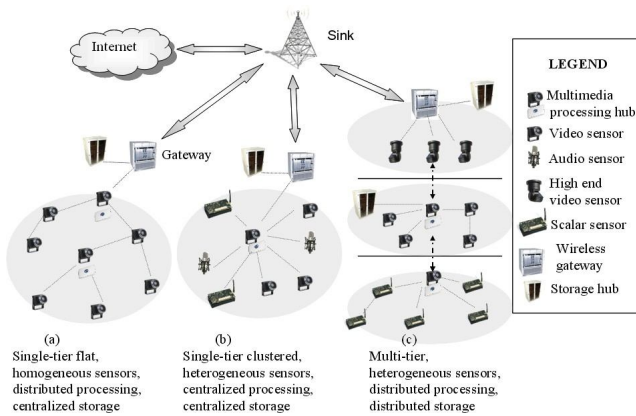 Internet
Sink
Gateway
LEGEND
Multimedia
processing hub
Video sensor
Audio sensor
High end
video sensor
Scalar sensor
Wireless
gateway
Storage hub
(a)
Single-tier flat,
homogeneous sensors,
distributed processing,
centralized storage
(b)
Single-tier clustered,
heterogeneous sensors,
centralized processing,
centralized storage
(c)
Multi-tier,
heterogeneous sensors,
distributed processing,
distributed storage